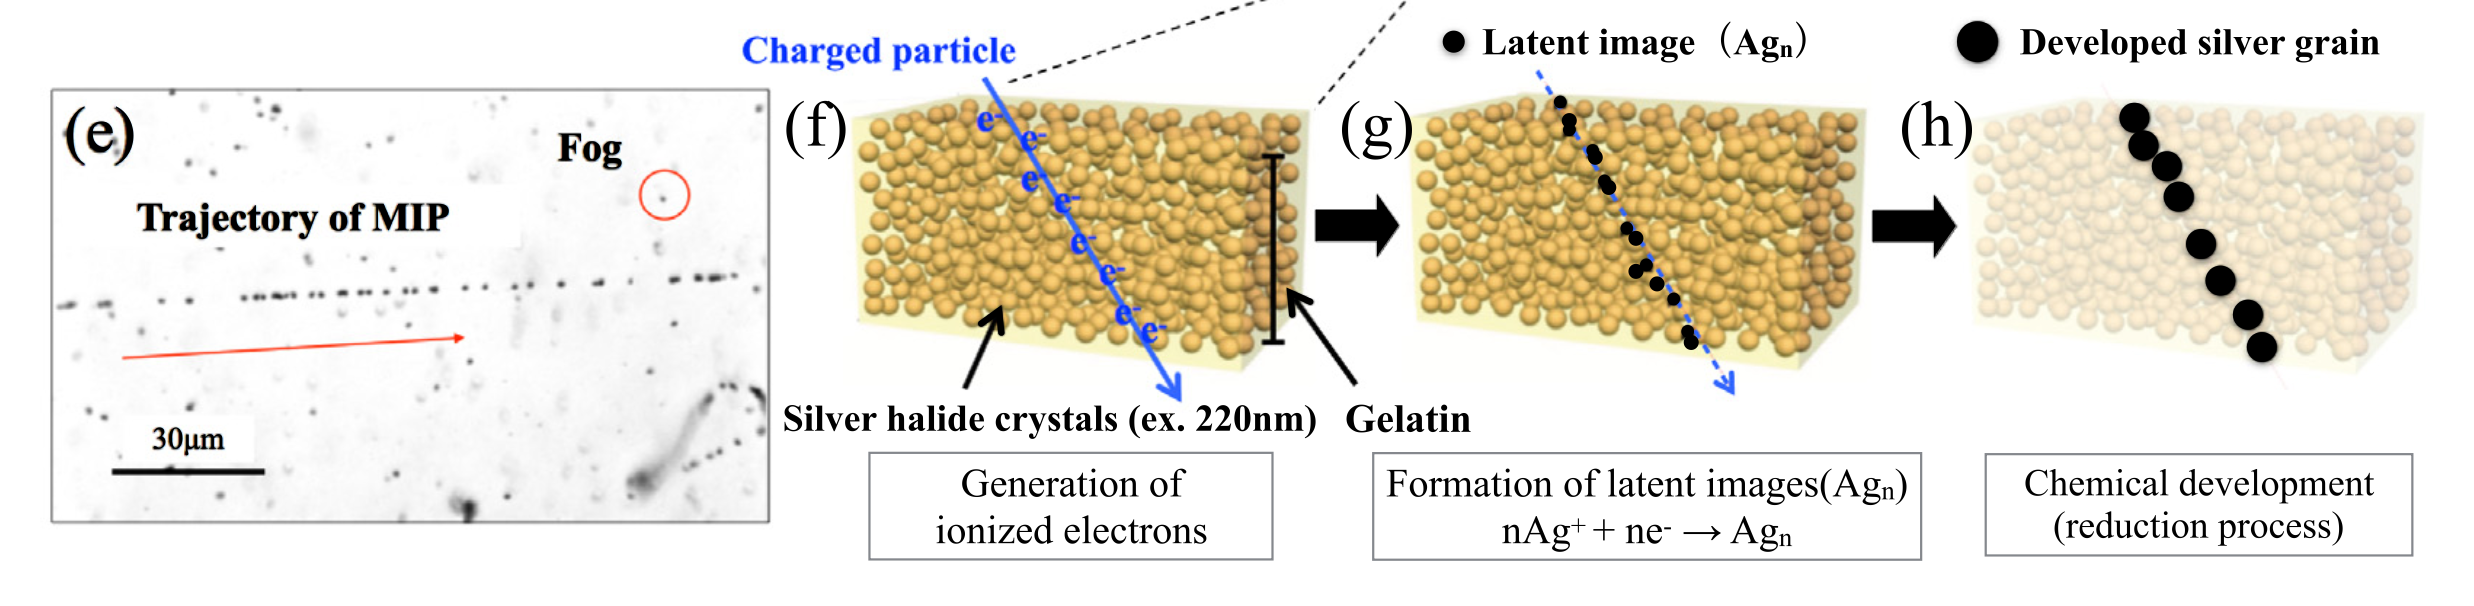 (e)
Fog
Trajectory of MIP
30μm
Charged particle
(f)
e-
e-
e-
e-
e-
e-
e-
e-
Silver halide crystals (ex. 220nm)
Gelatin
Generation of
ionized electrons
Latent image (Agn)
(g)
Formation of latent images(Agn)
nAg+ + ne- → Agn
Developed silver grain
(h)
Chemical development
(reduction process)